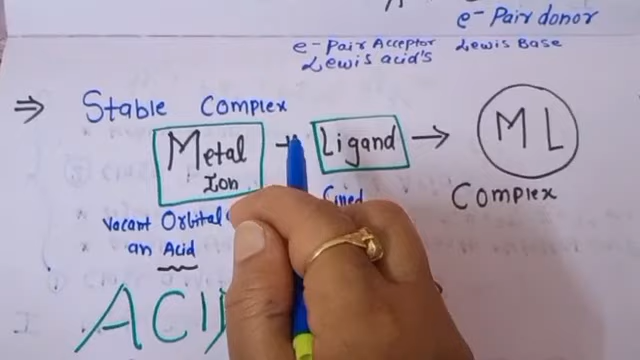 e- Pair donor
e- Pair Acceptor Lewis Base
Lewis acid's
⇒ Stable Complex
Metal Ion + Ligand → ML
Complex
Vacant Orbital
an Acid
ACID